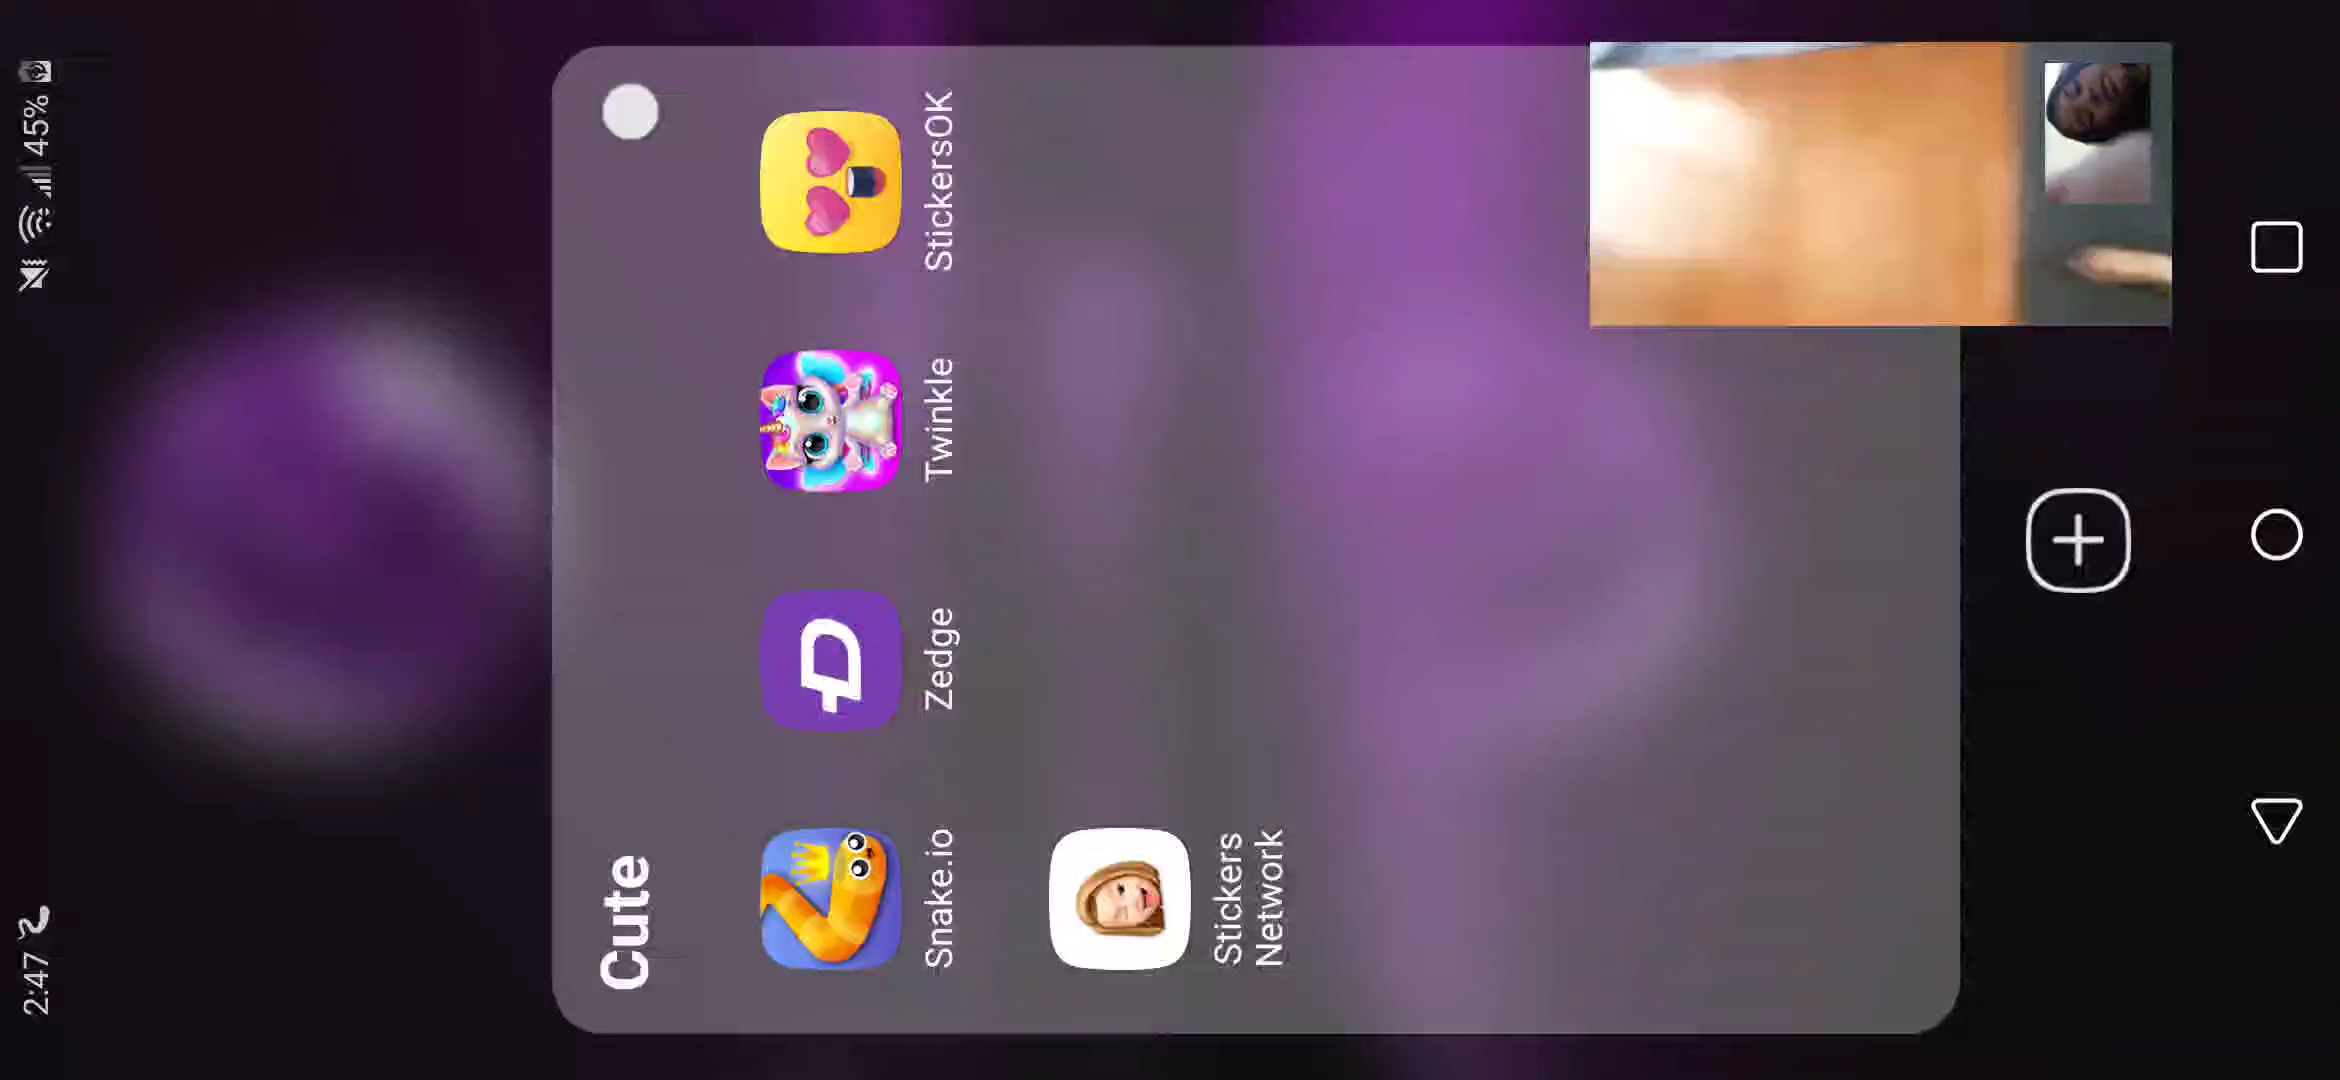 2:47
45%
Cute
Snake.io
Zedge
Twinkle
StickersOK
Stickers
Network